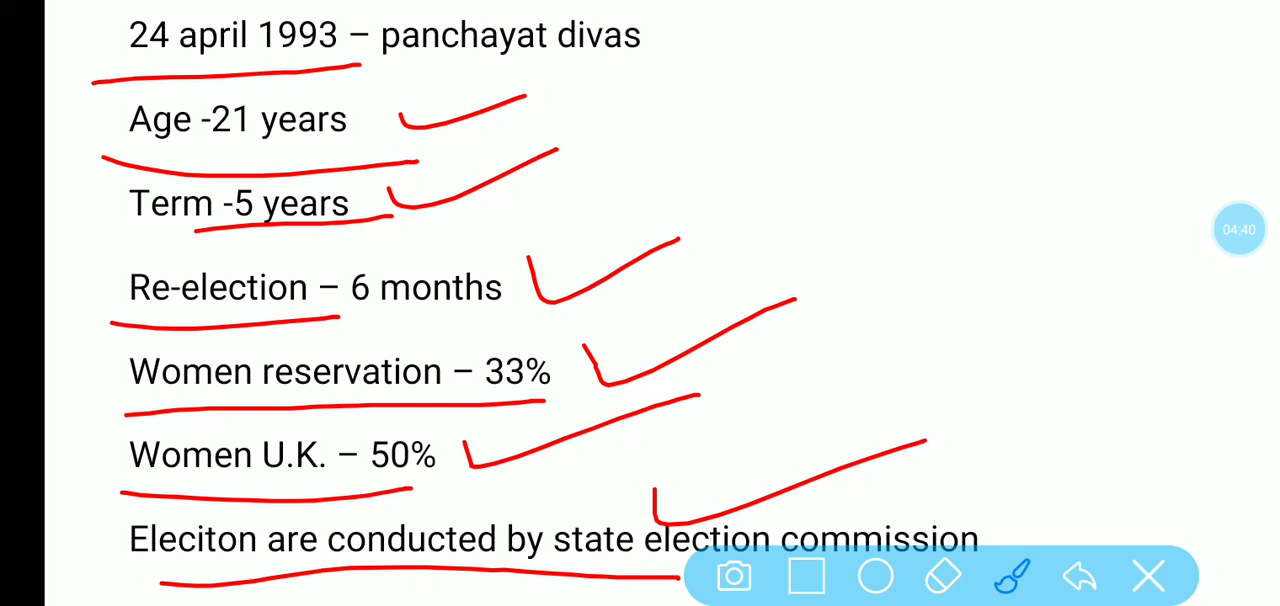 24 april 1993 – panchayat divas
Age -21 years
Term -5 years
04:40
Re-election – 6 months
Women reservation – 33%
Women U.K. – 50%
Eleciton are conducted by state election commission